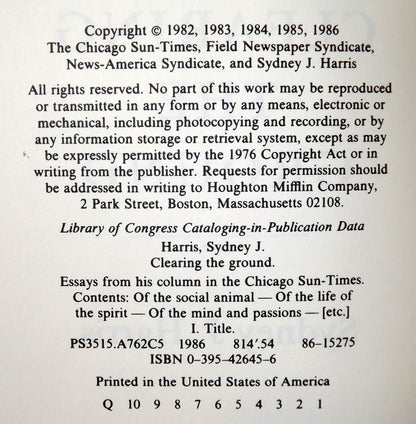 Copyright © 1982, 1983, 1984, 1985, 1986
The Chicago Sun-Times, Field Newspaper Syndicate,
News-America Syndicate, and Sydney J. Harris
All rights reserved. No part of this work may be reproduced
or transmitted in any form or by any means, electronic or
mechanical, including photocopying and recording, or by
any information storage or retrieval system, except as may
be expressly permitted by the 1976 Copyright Act or in
writing from the publisher. Requests for permission should
be addressed in writing to Houghton Mifflin Company,
2 Park Street, Boston, Massachusetts 02108.
Library of Congress Cataloging-in-Publication Data
Harris, Sydney J.
Clearing the ground.
Essays from his column in the Chicago Sun-Times.
Contents: Of the social animal — Of the life of
the spirit — Of the mind and passions — [etc.]
I. Title.
PS3515.A762C5 1986 814'.54 86-15275
ISBN 0-395-42645-6
Printed in the United States of America
Q 10 9 8 7 6 5 4 3 2 1